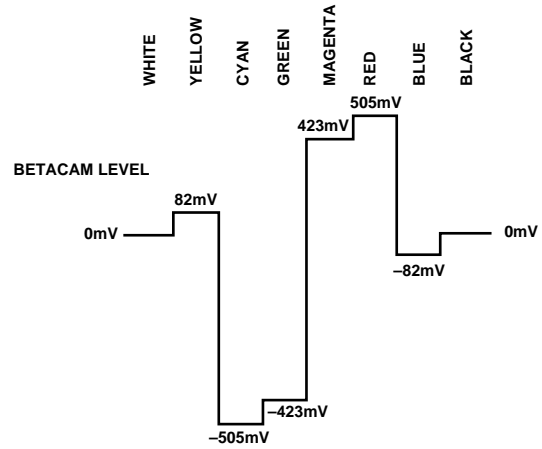 WHITE
YELLOW
CYAN
GREEN
MAGENTA
RED
BLUE
BLACK
505mV
423mV
BETACAM LEVEL
82mV
0mV
0mV
–82mV
–423mV
–505mV